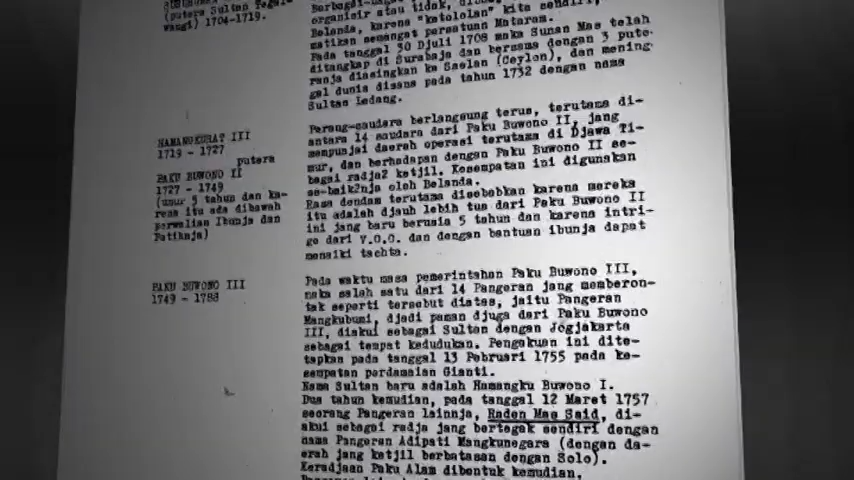 (putera Sultan Tegal-
wangi) 1704-1719.
organisir atau tidak,
Belanda, karena "ketololan" kita sendiri,
matikan semangat persatuan Mataram.
Pada tanggal 30 Djuli 1708 maka Sunan Mas telah
ditangkap di Surabaja dan bersama dengan 3 pute-
ranja diasingkan ke Saelan (Ceylon), dan mening-
gal dunia disana pada tahun 1732 dengan nama
Sultan Ledang.
HAMANGKURAT III
1719 - 1727
putera
PAKU BUWONO II
1727 - 1749
(umur 5 tahun dan ka-
rena itu ada dibawah
perwalian Ibunja dan
Patihnja)
Perang-saudara berlangsung terus, terutama di-
antara 14 saudara dari Paku Buwono II, jang
mempunjai daerah operasi terutama di Djawa Ti-
mur, dan berhadapan dengan Paku Buwono II se-
bagai radja2 ketjil. Kesempatan ini digunakan
se-baik2nja oleh Belanda.
Rasa dendam terutama disebabkan karena mereka
itu adalah djauh lebih tua dari Paku Buwono II
ini jang baru berusia 5 tahun dan karena intri-
ge dari V.O.C. dan dengan bantuan ibunja dapat
menaiki tachta.
PAKU BUWONO III
1749 - 1788
Pada waktu masa pemerintahan Paku Buwono III,
maka salah satu dari 14 Pangeran jang memberon-
tak seperti tersebut diatas, jaitu Pangeran
Mangkubumi, djadi paman djuga dari Paku Buwono
III, diakui sebagai Sultan dengan Jogjakarta
sebagai tempat kedudukan. Pengakuan ini dite-
tapkan pada tanggal 13 Pebruari 1755 pada ke-
sempatan perdamaian Gianti.
Nama Sultan baru adalah Hamangku Buwono I.
Dua tahun kemudian, pada tanggal 12 Maret 1757
seorang Pangeran lainnja, Raden Mas Said, di-
akui sebagai radja jang bertegak sendiri dengan
nama Pangeran Adipati Mangkunegara (dengan da-
erah jang ketjil berbatasan dengan Solo).
Keradjaan Paku Alam dibentuk kemudian,